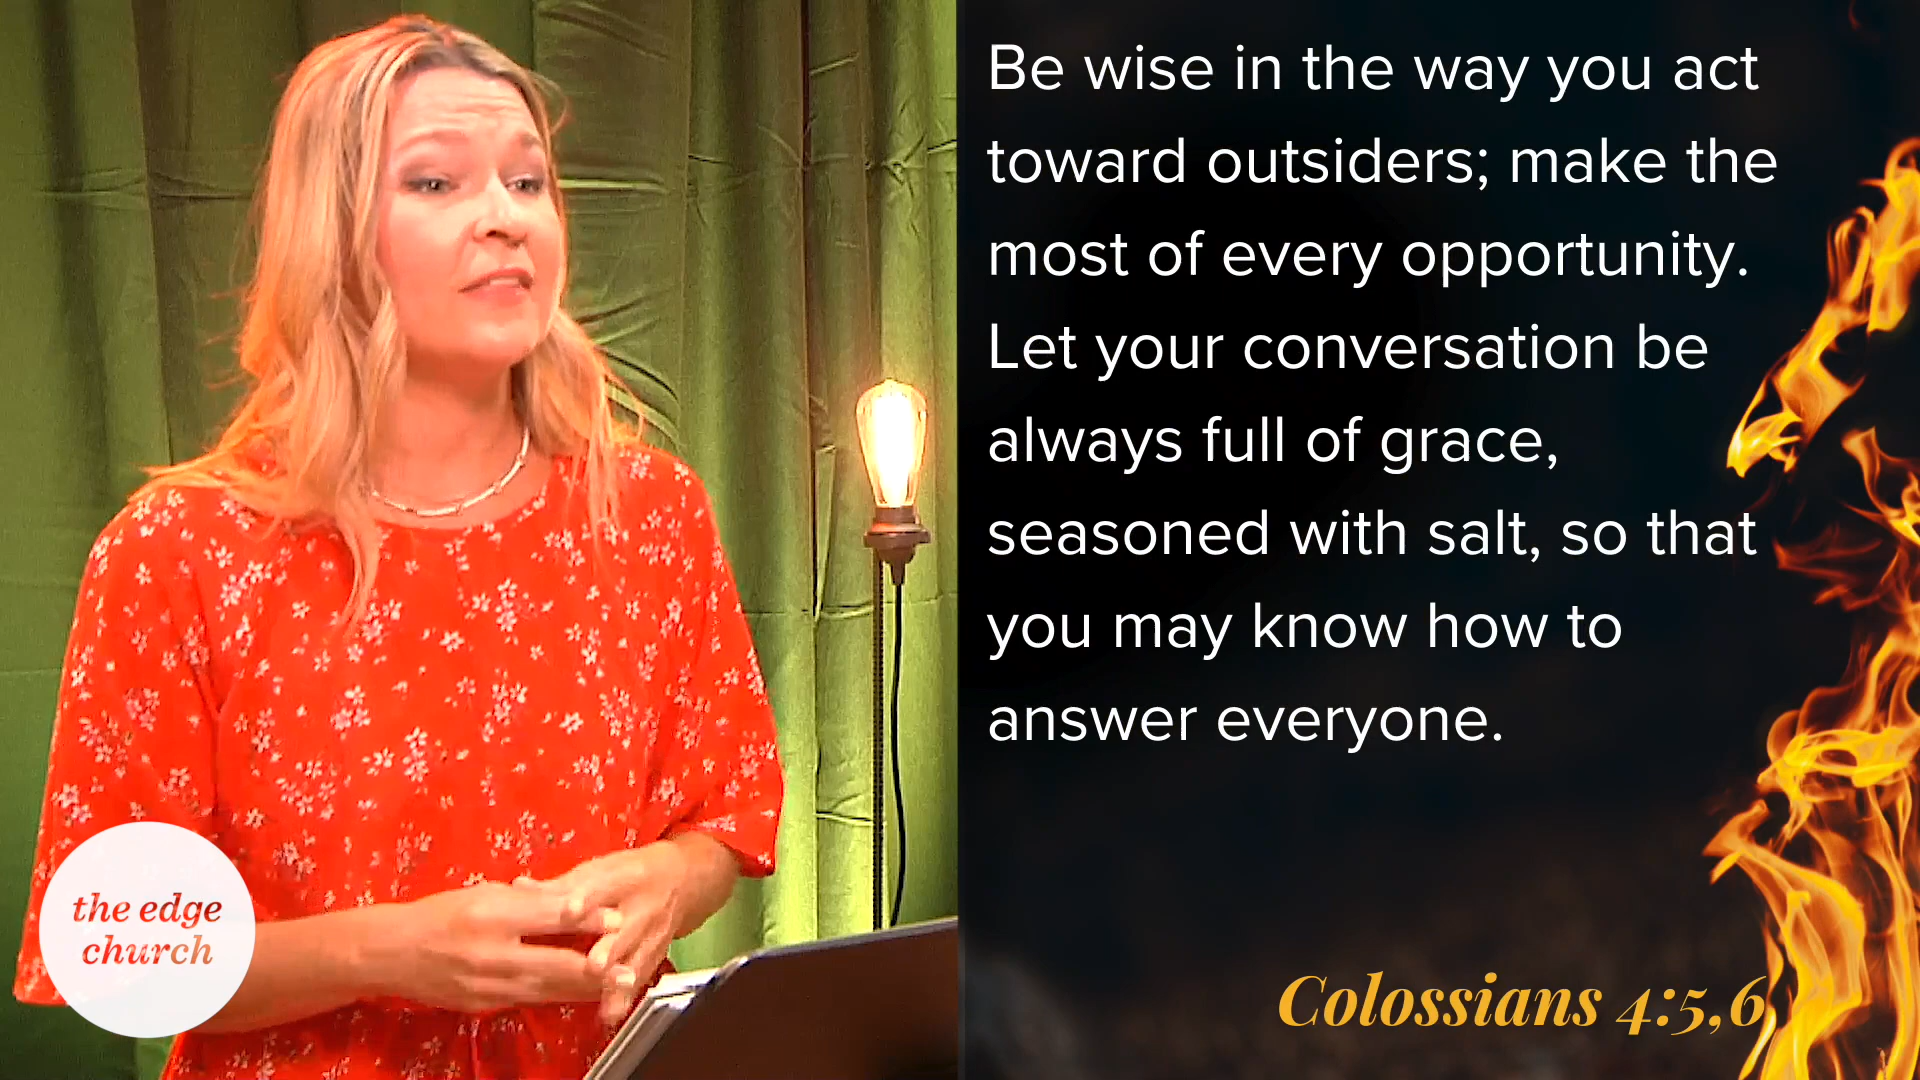 Be wise in the way you act
toward outsiders; make the
most of every opportunity.
Let your conversation be
always full of grace,
seasoned with salt, so that
you may know how to
answer everyone.
Colossians 4:5,6
the edge
church